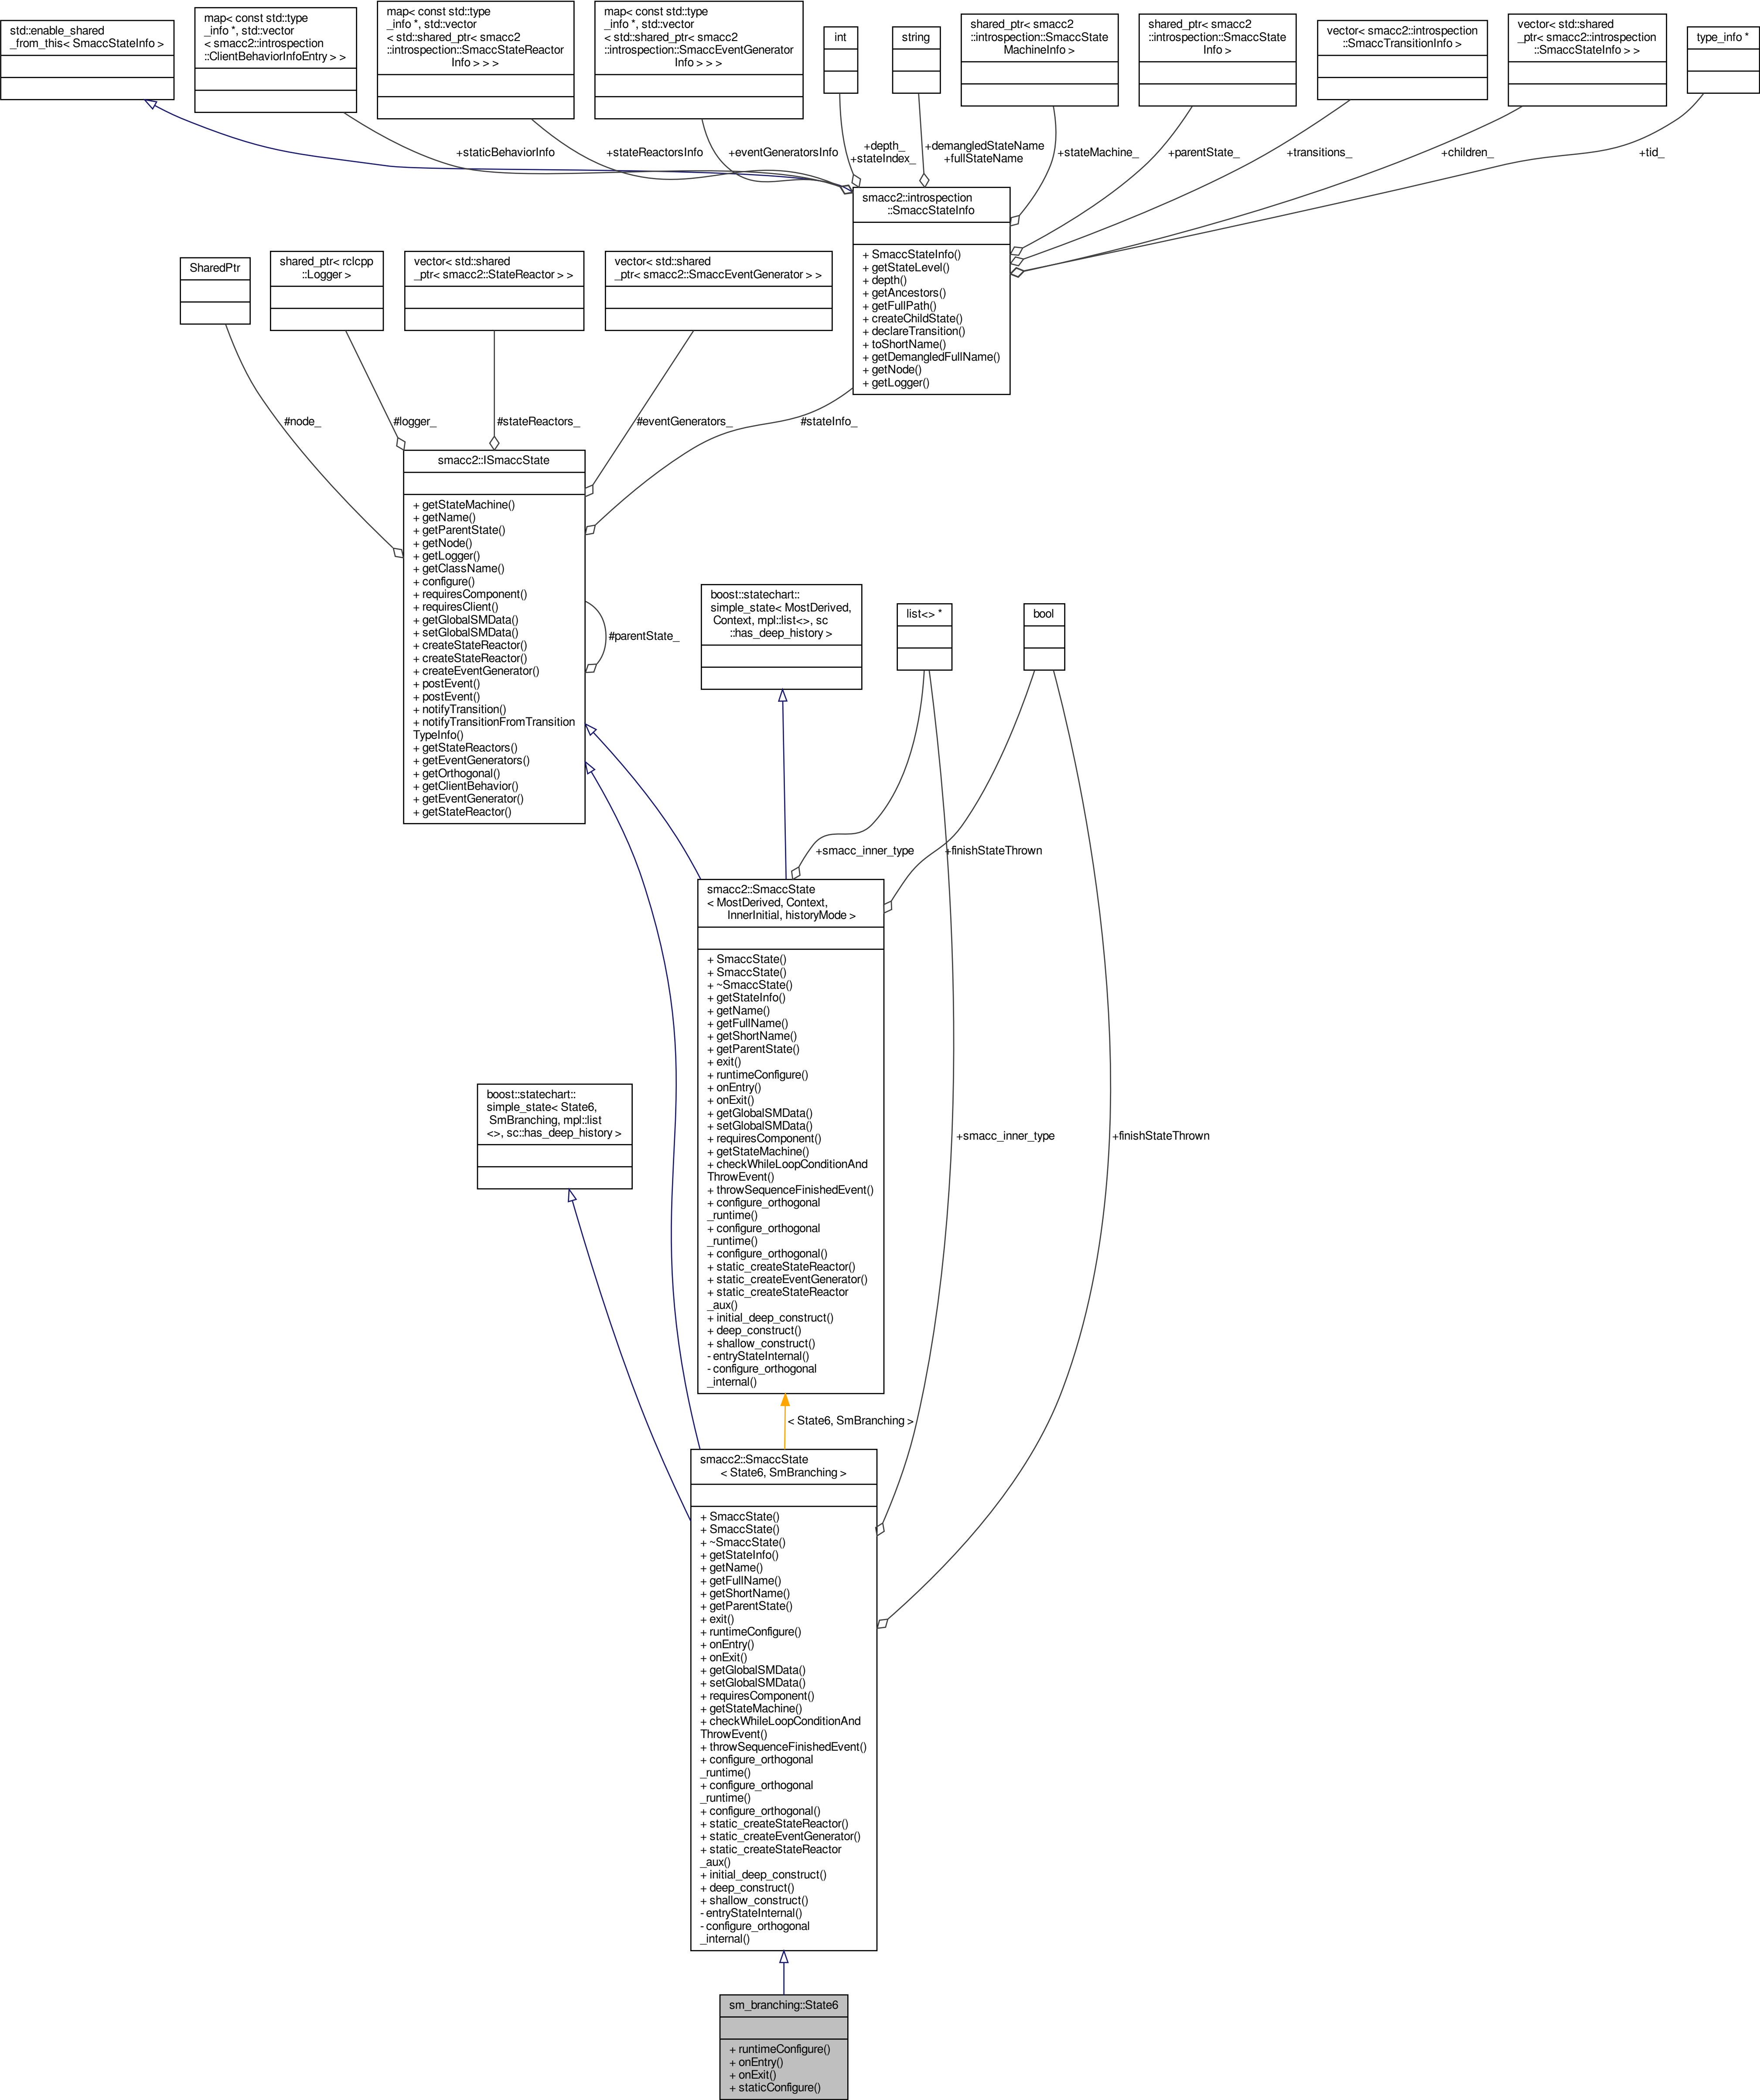 std::enable_shared
_from_this< SmaccStateInfo >
map< const std::type
_info *, std::vector
< smacc2::introspection
::ClientBehaviorInfoEntry > >
map< const std::type
_info *, std::vector
< std::shared_ptr< smacc2
::introspection::SmaccStateReactor
Info > > >
map< const std::type
_info *, std::vector
< std::shared_ptr< smacc2
::introspection::SmaccEventGenerator
Info > > >
int
string
shared_ptr< smacc2
::introspection::SmaccState
MachineInfo >
shared_ptr< smacc2
::introspection::SmaccState
Info >
vector< smacc2::introspection
::SmaccTransitionInfo >
vector< std::shared
_ptr< smacc2::introspection
::SmaccStateInfo > >
type_info *
+staticBehaviorInfo
+stateReactorsInfo
+eventGeneratorsInfo
+depth_
+stateIndex_
+demangledStateName
+fullStateName
+stateMachine_
+parentState_
+transitions_
+children_
+tid_
smacc2::introspection
::SmaccStateInfo
+ SmaccStateInfo()
+ getStateLevel()
+ depth()
+ getAncestors()
+ getFullPath()
+ createChildState()
+ declareTransition()
+ toShortName()
+ getDemangledFullName()
+ getNode()
+ getLogger()
SharedPtr
shared_ptr< rclcpp
::Logger >
vector< std::shared
_ptr< smacc2::StateReactor > >
vector< std::shared
_ptr< smacc2::SmaccEventGenerator > >
#node_
#logger_
#stateReactors_
#eventGenerators_
#stateInfo_
smacc2::ISmaccState
+ getStateMachine()
+ getName()
+ getParentState()
+ getNode()
+ getLogger()
+ getClassName()
+ configure()
+ requiresComponent()
+ requiresClient()
+ getGlobalSMData()
+ setGlobalSMData()
+ createStateReactor()
+ createStateReactor()
+ createEventGenerator()
+ postEvent()
+ postEvent()
+ notifyTransition()
+ notifyTransitionFromTransition
TypeInfo()
+ getStateReactors()
+ getEventGenerators()
+ getOrthogonal()
+ getClientBehavior()
+ getEventGenerator()
+ getStateReactor()
#parentState_
boost::statechart::
simple_state< MostDerived,
Context, mpl::list<>, sc
::has_deep_history >
list<> *
bool
+smacc_inner_type
+finishStateThrown
smacc2::SmaccState
< MostDerived, Context,
InnerInitial, historyMode >
+ SmaccState()
+ SmaccState()
+ ~SmaccState()
+ getStateInfo()
+ getName()
+ getFullName()
+ getShortName()
+ getParentState()
+ exit()
+ runtimeConfigure()
+ onEntry()
+ onExit()
+ getGlobalSMData()
+ setGlobalSMData()
+ requiresComponent()
+ getStateMachine()
+ checkWhileLoopConditionAnd
ThrowEvent()
+ throwSequenceFinishedEvent()
+ configure_orthogonal
_runtime()
+ configure_orthogonal
_runtime()
+ configure_orthogonal()
+ static_createStateReactor()
+ static_createEventGenerator()
+ static_createStateReactor
_aux()
+ initial_deep_construct()
+ deep_construct()
+ shallow_construct()
- entryStateInternal()
- configure_orthogonal
_internal()
boost::statechart::
simple_state< State6,
SmBranching, mpl::list
<>, sc::has_deep_history >
+smacc_inner_type
+finishStateThrown
< State6, SmBranching >
smacc2::SmaccState
< State6, SmBranching >
+ SmaccState()
+ SmaccState()
+ ~SmaccState()
+ getStateInfo()
+ getName()
+ getFullName()
+ getShortName()
+ getParentState()
+ exit()
+ runtimeConfigure()
+ onEntry()
+ onExit()
+ getGlobalSMData()
+ setGlobalSMData()
+ requiresComponent()
+ getStateMachine()
+ checkWhileLoopConditionAnd
ThrowEvent()
+ throwSequenceFinishedEvent()
+ configure_orthogonal
_runtime()
+ configure_orthogonal
_runtime()
+ configure_orthogonal()
+ static_createStateReactor()
+ static_createEventGenerator()
+ static_createStateReactor
_aux()
+ initial_deep_construct()
+ deep_construct()
+ shallow_construct()
- entryStateInternal()
- configure_orthogonal
_internal()
sm_branching::State6
+ runtimeConfigure()
+ onEntry()
+ onExit()
+ staticConfigure()